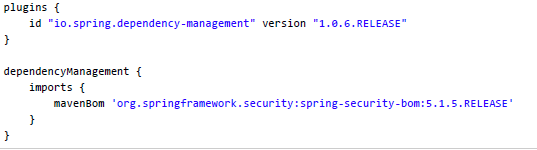 plugins {
    id "io.spring.dependency-management" version "1.0.6.RELEASE"
}

dependencyManagement {
    imports {
        mavenBom 'org.springframework.security:spring-security-bom:5.1.5.RELEASE'
    }
}